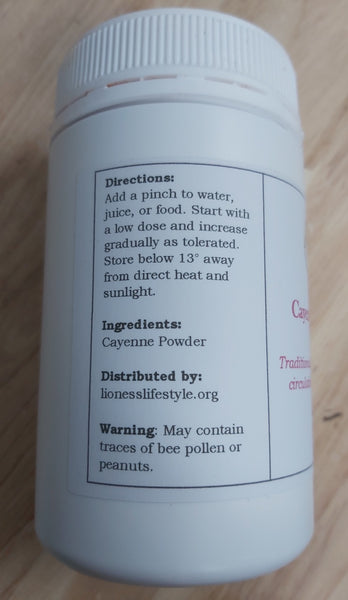 Directions:
Add a pinch to water,
juice, or food. Start with
a low dose and increase
gradually as tolerated.
Store below 13° away
from direct heat and
sunlight.
Ingredients:
Cayenne Powder
Distributed by:
lionesslifestyle.org
Warning: May contain
traces of bee pollen or
peanuts.